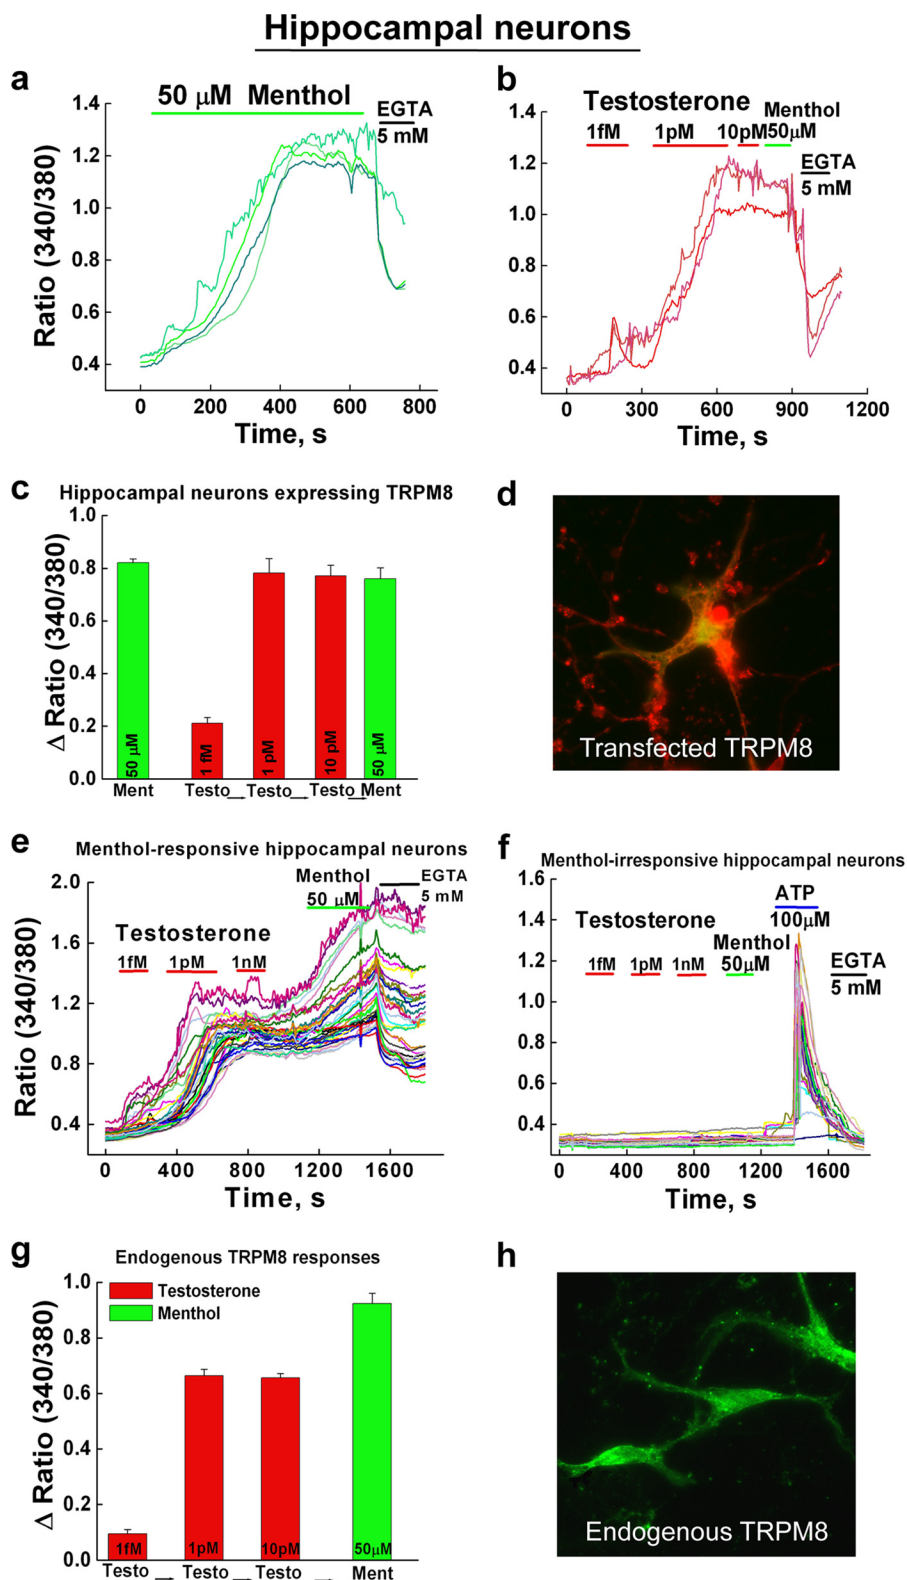 Hippocampal neurons
a
50 μM Menthol
EGTA
5 mM
Ratio (340/380)
1.4
1.2
1.0
0.8
0.6
0.4
0 200 400 600 800
Time, s
b
Testosterone
Menthol
1fM 1pM 10pM 50μM
EGTA
5 mM
1.4
1.2
1.0
0.8
0.6
0.4
0 300 600 900 1200
Time, s
c
Hippocampal neurons expressing TRPM8
Δ Ratio (340/380)
1.0
0.8
0.6
0.4
0.2
0.0
50 μM 1 fM 1 pM 10 pM 50 μM
Ment Testo → Testo → Testo → Ment
d
Transfected TRPM8
e
Menthol-responsive hippocampal neurons
Menthol
50 μM
EGTA
5 mM
Testosterone
1fM 1pM 1nM
Ratio (340/380)
2.0
1.6
1.2
0.8
0.4
0 400 800 1200 1600
Time, s
f
Menthol-irresponsive hippocampal neurons
ATP
100μM
Testosterone
Menthol
1fM 1pM 1nM 50μM
EGTA
5 mM
1.6
1.4
1.2
1.0
0.8
0.6
0.4
0 400 800 1200 1600
Time, s
g
Endogenous TRPM8 responses
Testosterone
Menthol
Δ Ratio (340/380)
1.0
0.8
0.6
0.4
0.2
0.0
1fM 1pM 10pM 50μM
Testo → Testo → Testo → Ment
h
Endogenous TRPM8